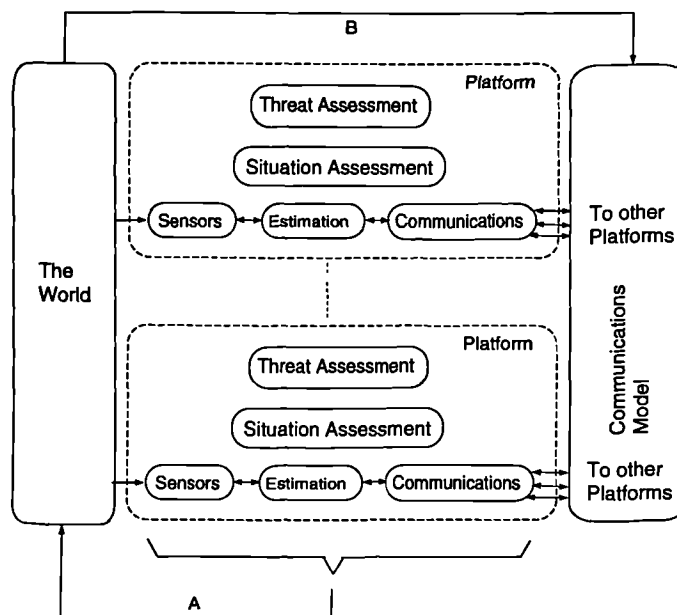 B
Platform
Threat Assessment
Situation Assessment
Sensors
Estimation
Communications
To other
Platforms
The
World
Communications
Model
Platform
Threat Assessment
Situation Assessment
Sensors
Estimation
Communications
To other
Platforms
A